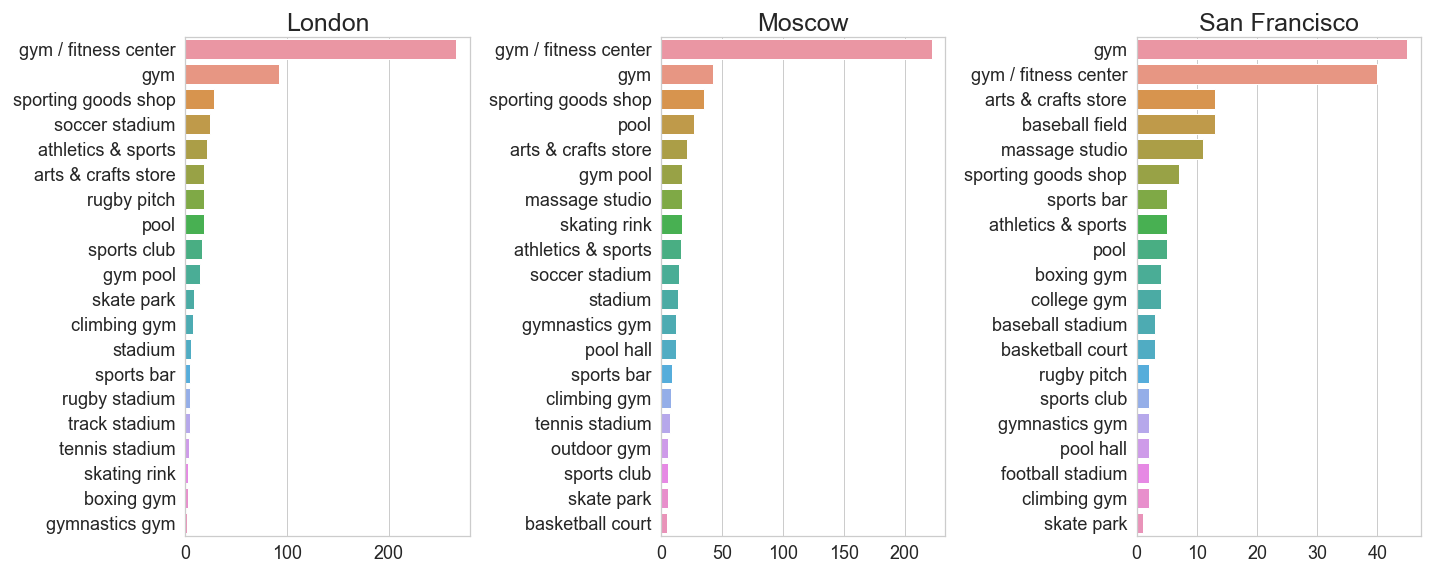 London
gym / fitness center
gym
sporting goods shop
soccer stadium
athletics & sports
arts & crafts store
rugby pitch
pool
sports club
gym pool
skate park
climbing gym
stadium
sports bar
rugby stadium
track stadium
tennis stadium
skating rink
boxing gym
gymnastics gym
0 100 200
Moscow
gym / fitness center
gym
sporting goods shop
pool
arts & crafts store
gym pool
massage studio
skating rink
athletics & sports
soccer stadium
stadium
gymnastics gym
pool hall
sports bar
climbing gym
tennis stadium
outdoor gym
sports club
skate park
basketball court
0 50 100 150 200
San Francisco
gym
gym / fitness center
arts & crafts store
baseball field
massage studio
sporting goods shop
sports bar
athletics & sports
pool
boxing gym
college gym
baseball stadium
basketball court
rugby pitch
sports club
gymnastics gym
pool hall
football stadium
climbing gym
skate park
0 10 20 30 40